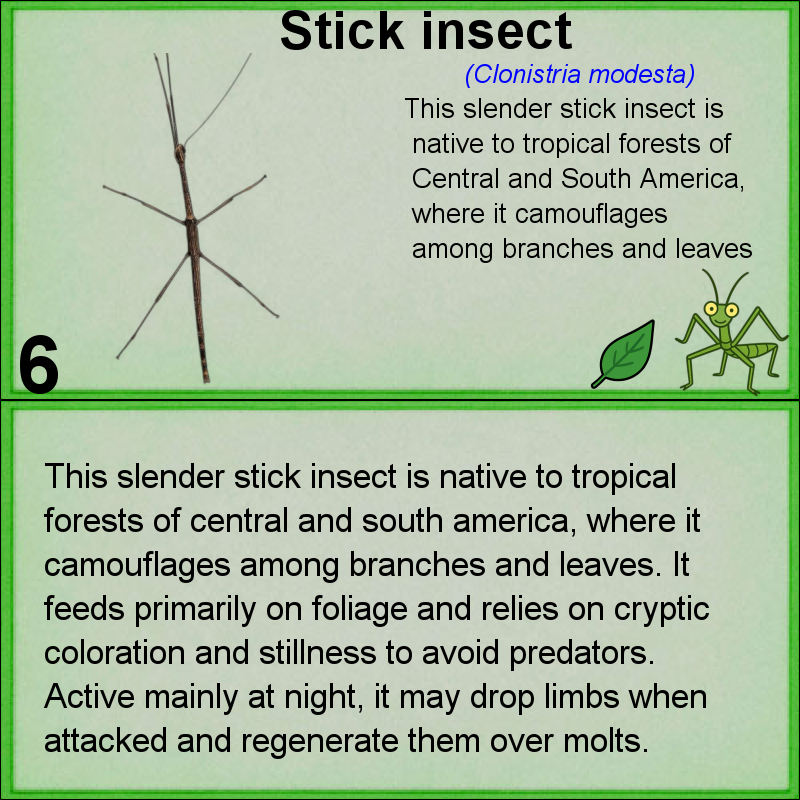 Stick insect
(Clonistria modesta)
This slender stick insect is
native to tropical forests of
Central and South America,
where it camouflages
among branches and leaves
6
This slender stick insect is native to tropical
forests of central and south america, where it
camouflages among branches and leaves. It
feeds primarily on foliage and relies on cryptic
coloration and stillness to avoid predators.
Active mainly at night, it may drop limbs when
attacked and regenerate them over molts.